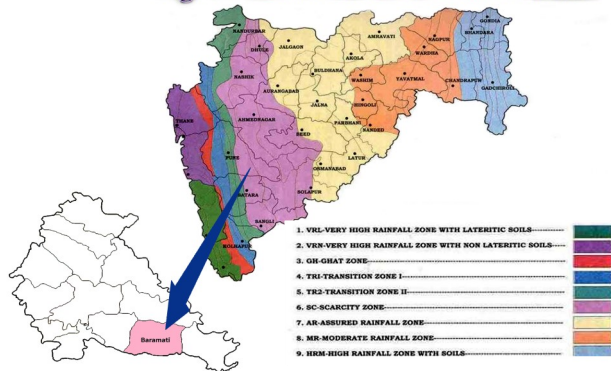 NANDURBAR
DHULE
JALGAON
AMRAVATI
NAGPUR
GONDIA
BHANDARA
WARDHA
AKOLA
BULDHANA
NASHIK
WASHIM
YAVATMAL
CHANDRAPUR
GADCHIROLI
AURANGABAD
JALNA
HINGOLI
THANE
AHMEDNAGAR
PARBHANI
NANDED
BEED
PUNE
LATUR
OSMANABAD
SATARA
SOLAPUR
SANGLI
KOLHAPUR
Baramati
1. VRL-VERY HIGH RAINFALL ZONE WITH LATERITIC SOILS
2. VRN-VERY HIGH RAINFALL ZONE WITH NON LATERITIC SOILS
3. GH-GHAT ZONE
4. TRI-TRANSITION ZONE I
5. TR2-TRANSITION ZONE II
6. SC-SCARCITY ZONE
7. AR-ASSURED RAINFALL ZONE
8. MR-MODERATE RAINFALL ZONE
9. HRM-HIGH RAINFALL ZONE WITH SOILS